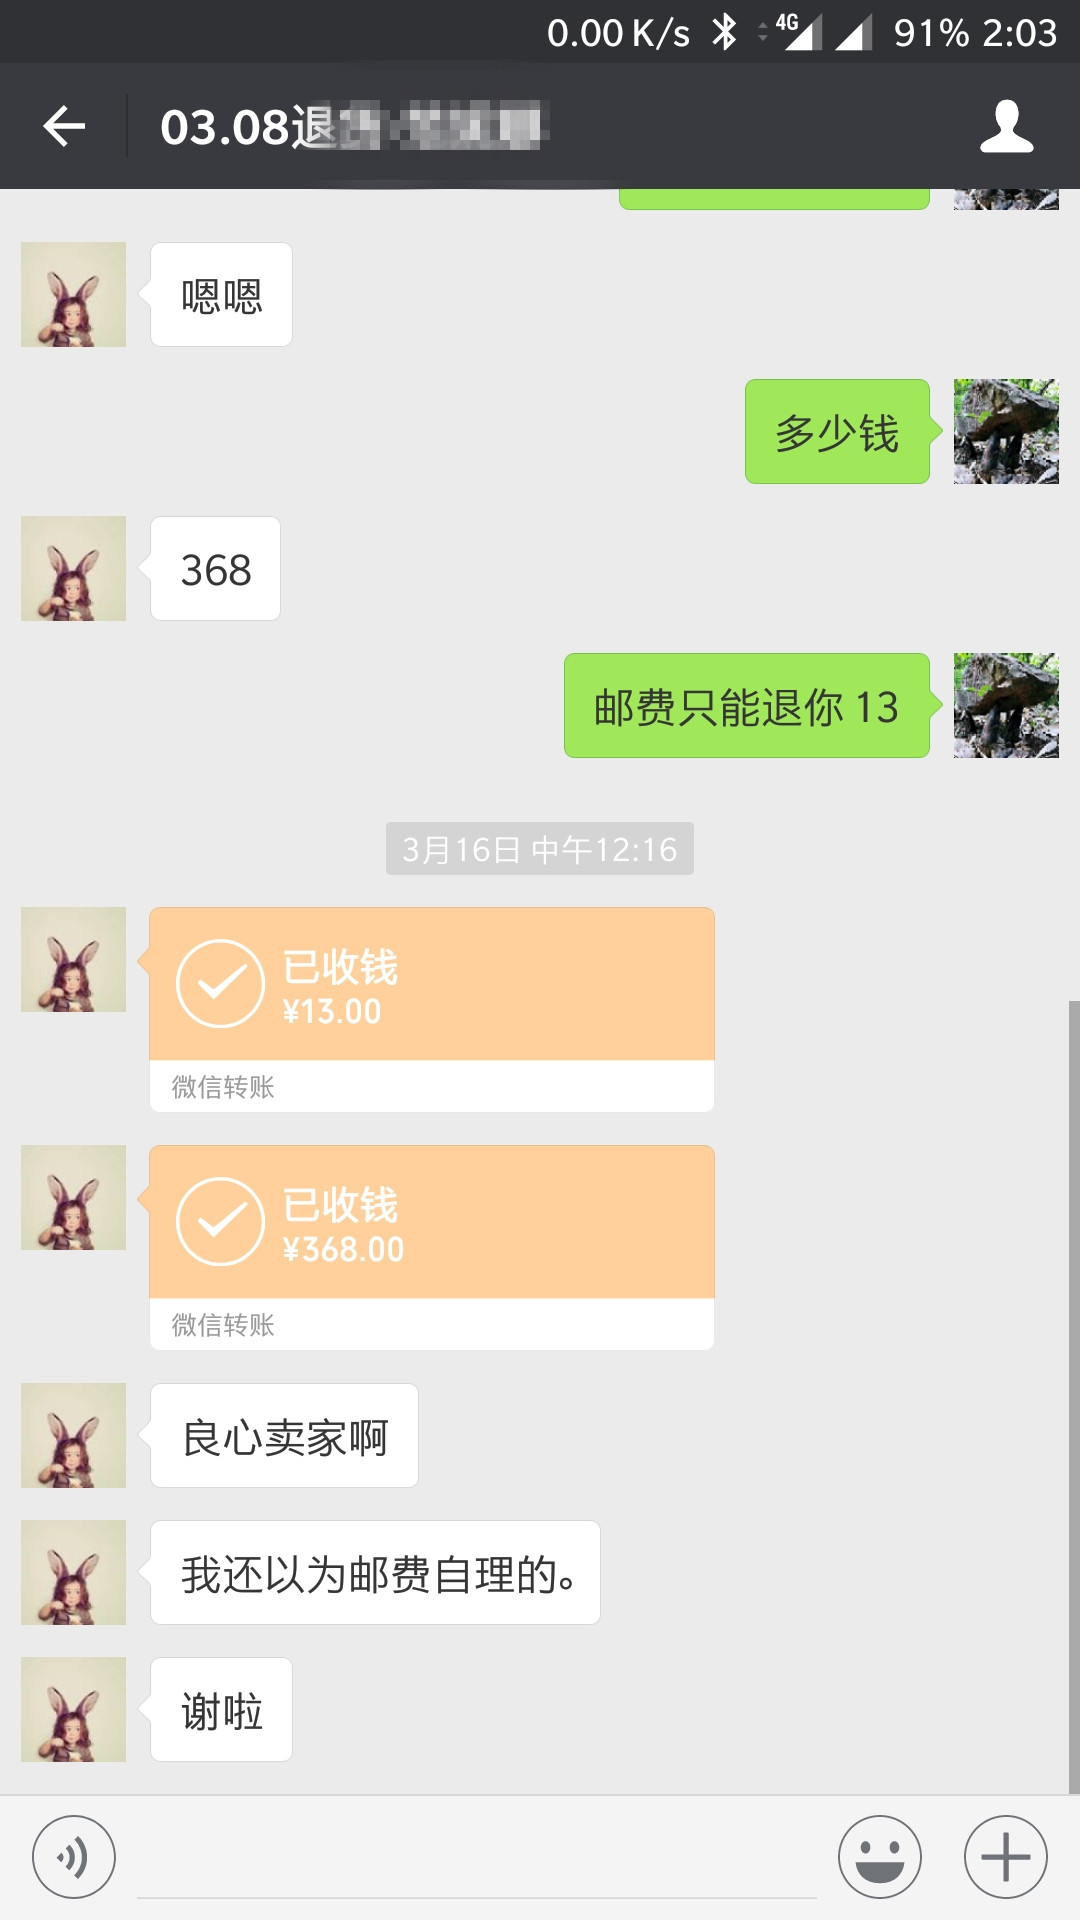 0.00 K/s 4G 91% 2:03
03.08退
嗯嗯
多少钱
368
邮费只能退你 13
3月16日 中午12:16
已收钱
¥13.00
微信转账
已收钱
¥368.00
微信转账
良心卖家啊
我还以为邮费自理的。
谢啦